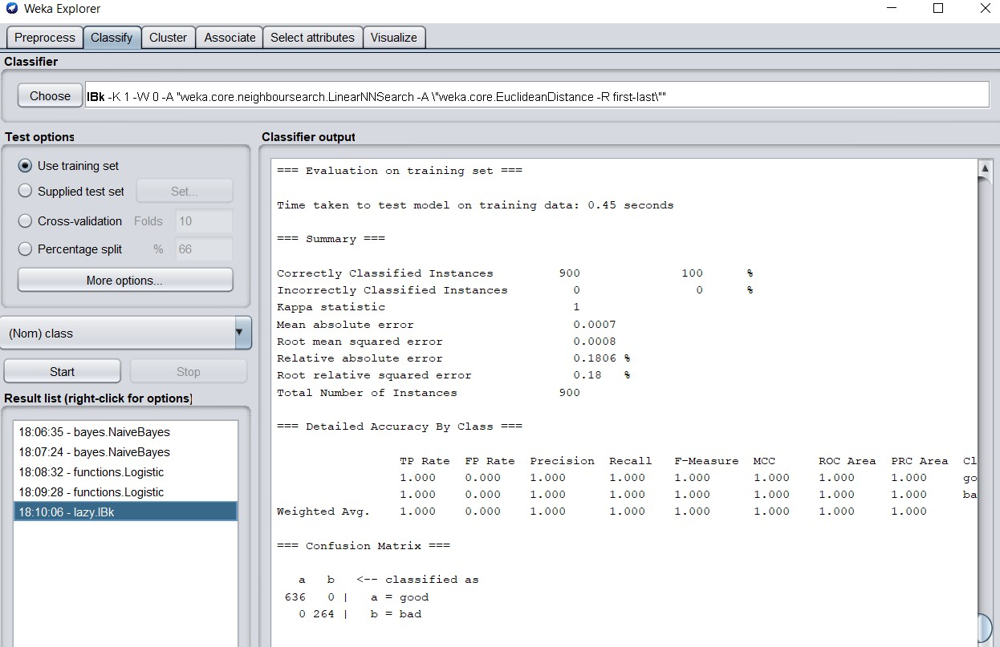 Weka Explorer
Preprocess Classify Cluster Associate Select attributes Visualize
Classifier
Choose IBk -K 1 -W 0 -A "weka.core.neighboursearch.LinearNNSearch -A \"weka.core.EuclideanDistance -R first-last\""
Test options
Use training set
Supplied test set Set...
Cross-validation Folds 10
Percentage split % 66
More options...
(Nom) class
Start Stop
Result list (right-click for options)
18:06:35 - bayes.NaiveBayes
18:07:24 - bayes.NaiveBayes
18:08:32 - functions.Logistic
18:09:28 - functions.Logistic
18:10:06 - lazy.IBk
Classifier output
=== Evaluation on training set ===
Time taken to test model on training data: 0.45 seconds
=== Summary ===
Correctly Classified Instances 900 100 %
Incorrectly Classified Instances 0 0 %
Kappa statistic 1
Mean absolute error 0.0007
Root mean squared error 0.0008
Relative absolute error 0.1806 %
Root relative squared error 0.18 %
Total Number of Instances 900
=== Detailed Accuracy By Class ===
TP Rate FP Rate Precision Recall F-Measure MCC ROC Area PRC Area Cl
1.000 0.000 1.000 1.000 1.000 1.000 1.000 1.000 go
1.000 0.000 1.000 1.000 1.000 1.000 1.000 1.000 ba
Weighted Avg. 1.000 0.000 1.000 1.000 1.000 1.000 1.000 1.000
=== Confusion Matrix ===
a b <-- classified as
636 0 | a = good
0 264 | b = bad